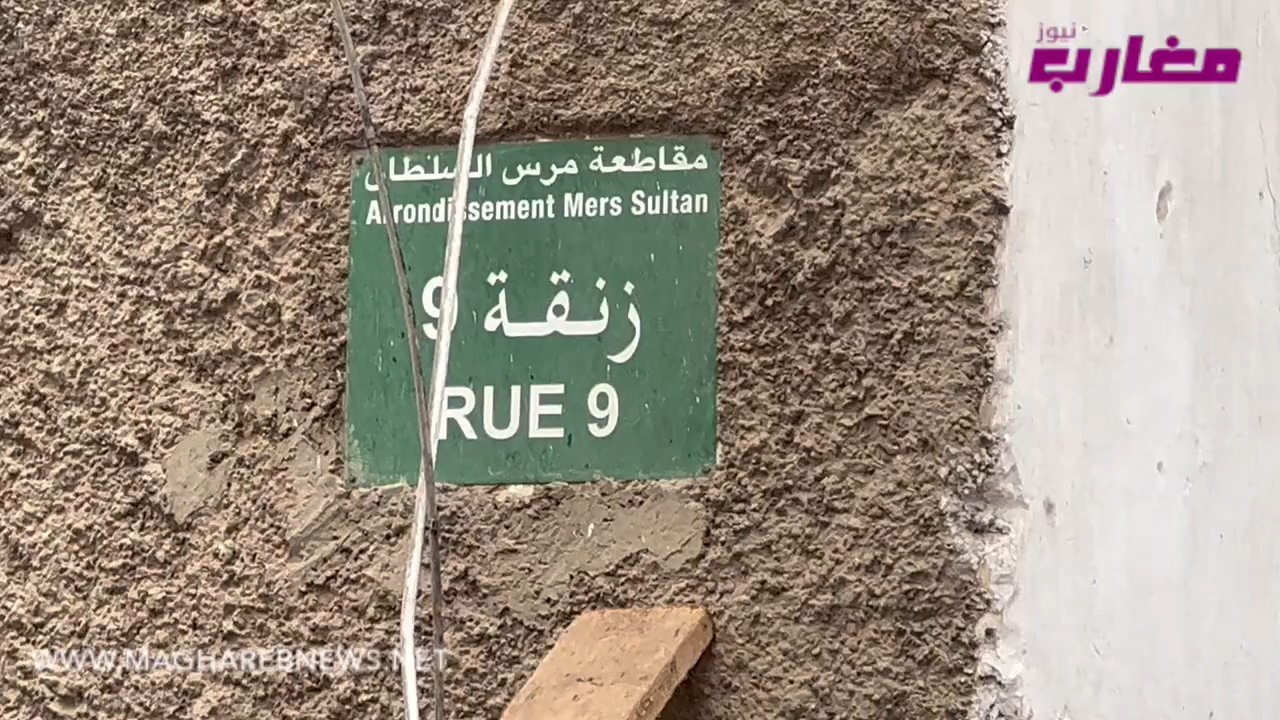 نيوز
مغارب
مقاطعة مرس السلطان
Arrondissement Mers Sultan
زنقة 9
RUE 9
WWW.MAGHAREBNEWS.NET